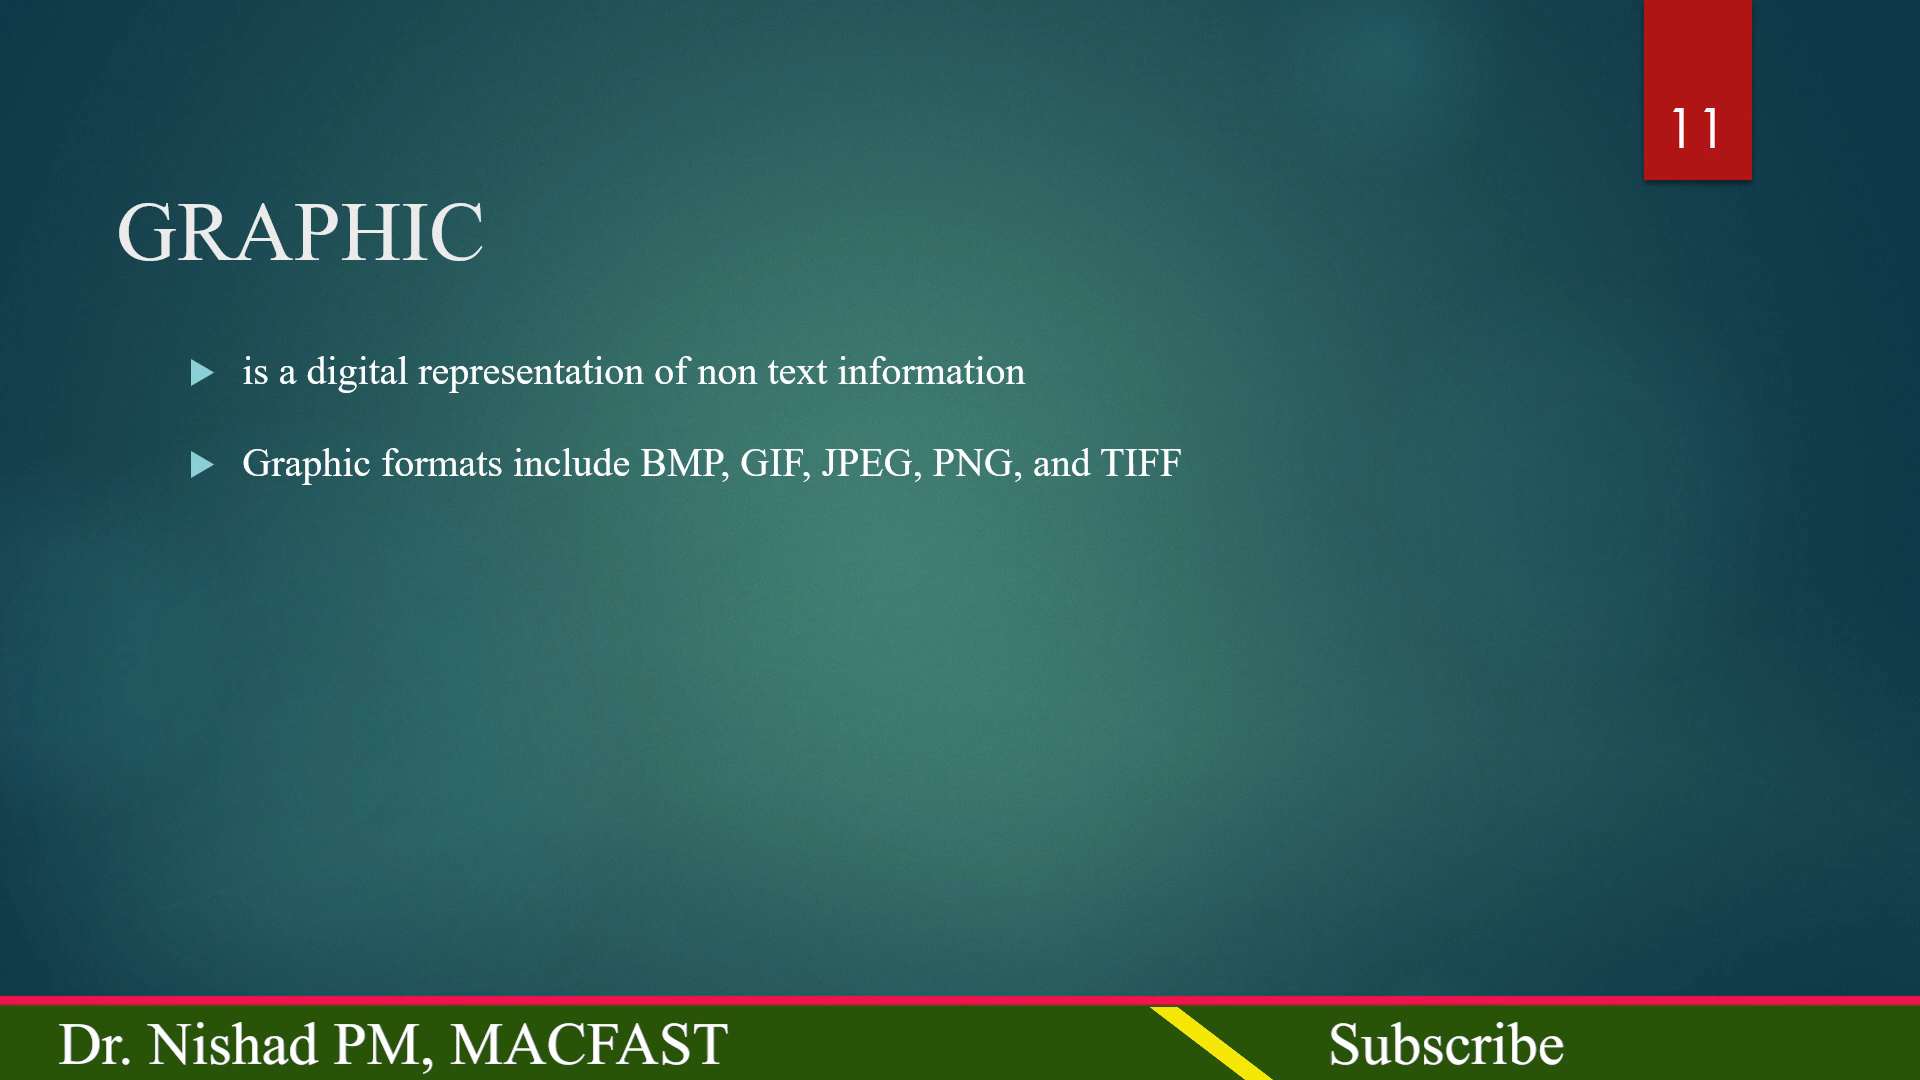 11
GRAPHIC
is a digital representation of non text information
Graphic formats include BMP, GIF, JPEG, PNG, and TIFF
Dr. Nishad PM, MACFAST
Subscribe